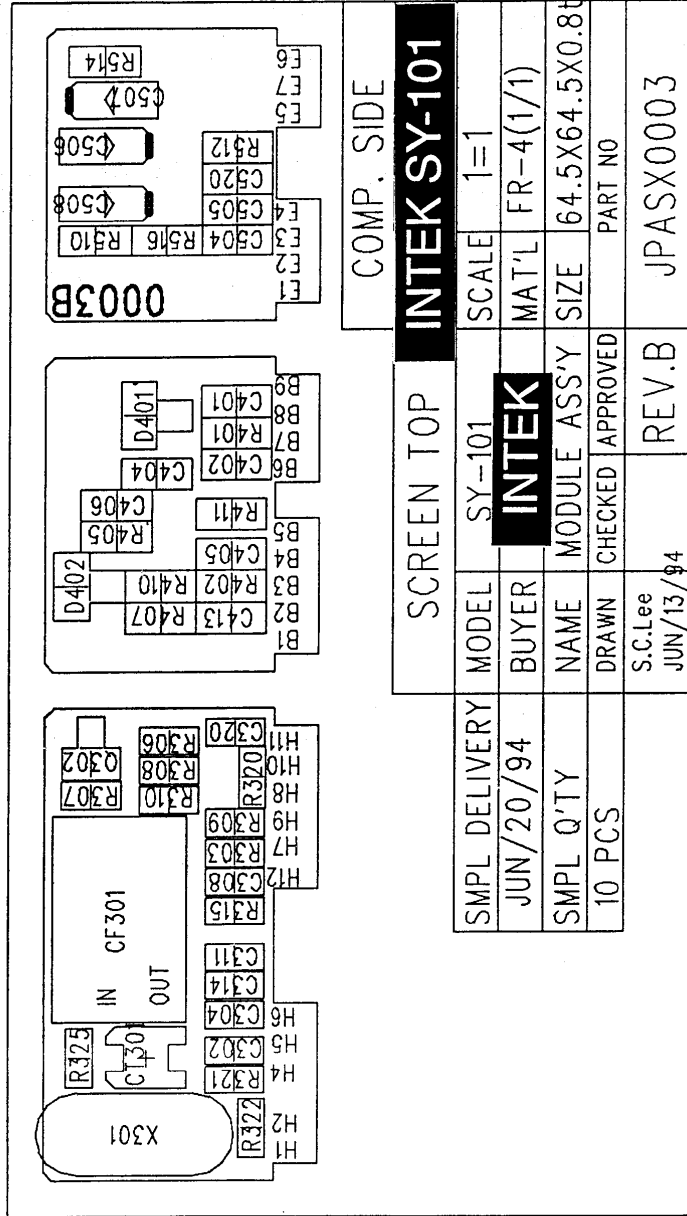 COMP. SIDE
INTEK SY-101
SCREEN TOP
SMPL DELIVERY
MODEL
SY-101
SCALE
1=1
JUN/20/94
BUYER
INTEK
MAT'L
FR-4(1/1)
SMPL Q'TY
NAME
MODULE ASS'Y
SIZE
64.5X64.5X0.8t
10 PCS
DRAWN
CHECKED
APPROVED
PART NO
S.C.Lee
JUN/13/94
REV.B
JPASX0003
R514
C507
C506
C508
R510
R516
C504
C505
C520
R512
0003B
E6
E7
E5
E4
E3
E2
E1
D401
C404
C406
R405
D402
R407
R410
C413
R402
C405
R411
C402
R401
C401
B9
B8
B7
B6
B5
B4
B3
B2
B1
Q302
R307
R306
R308
R310
C320
R320
R309
R303
C308
R315
C311
C314
C304
C302
R321
R322
CF301
IN
OUT
R325
CT301
X301
H11
H10
H8
H9
H7
H12
H6
H5
H4
H2
H1